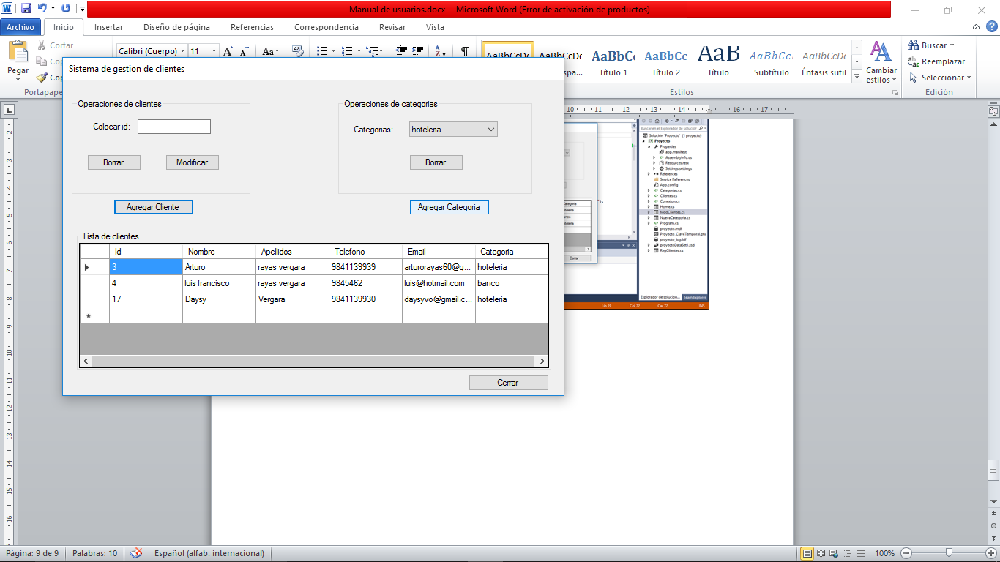 Manual de usuarios.docx - Microsoft Word (Error de activación de productos)
Archivo Inicio Insertar Diseño de página Referencias Correspondencia Revisar Vista
Pegar
Cortar
Portapape
Calibri (Cuerpo) 11
AaBbCcDc AaBbCcDc AaBbC AaBbCc AaB AaBbCc. AaBbCcDc
Título 1 Título 2 Título Subtítulo Énfasis sutil
Cambiar estilos
Estilos
Buscar
Reemplazar
Seleccionar
Edición
Sistema de gestion de clientes
Operaciones de clientes
Colocar id:
Borrar Modificar
Agregar Cliente
Operaciones de categorias
Categorias: hoteleria
Borrar
Agregar Categoria
Lista de clientes
Id Nombre Apellidos Telefono Email Categoria
3 Arturo rayas vergara 9841139939 arturorayas60@g... hoteleria
4 luis francisco rayas vergara 9845462 luis@hotmail.com banco
17 Daysy Vergara 9841139930 daysyvo@gmail.c... hoteleria
Cerrar
10 11 12 13 14 16 17
Buscar en el Explorador de solucion
Solución 'Proyecto' (1 proyecto)
Proyecto
Properties
app.manifest
AssemblyInfo.cs
Resources.resx
Settings.settings
References
Service References
App.config
Categorias.cs
Clientes.cs
Conexion.cs
Home.cs
ModClientes.cs
NuevaCategoria.cs
Program.cs
proyecto.mdf
Proyecto_ClaveTemporal.pfx
proyecto_log.ldf
proyectoDataSet1.xsd
RegClientes.cs
Explorador de solucion... Team Explorer
Cerrar
Lín 19 Col 72 Car 72 INS
Página: 9 de 9 Palabras: 10 Español (alfab. internacional) 100%